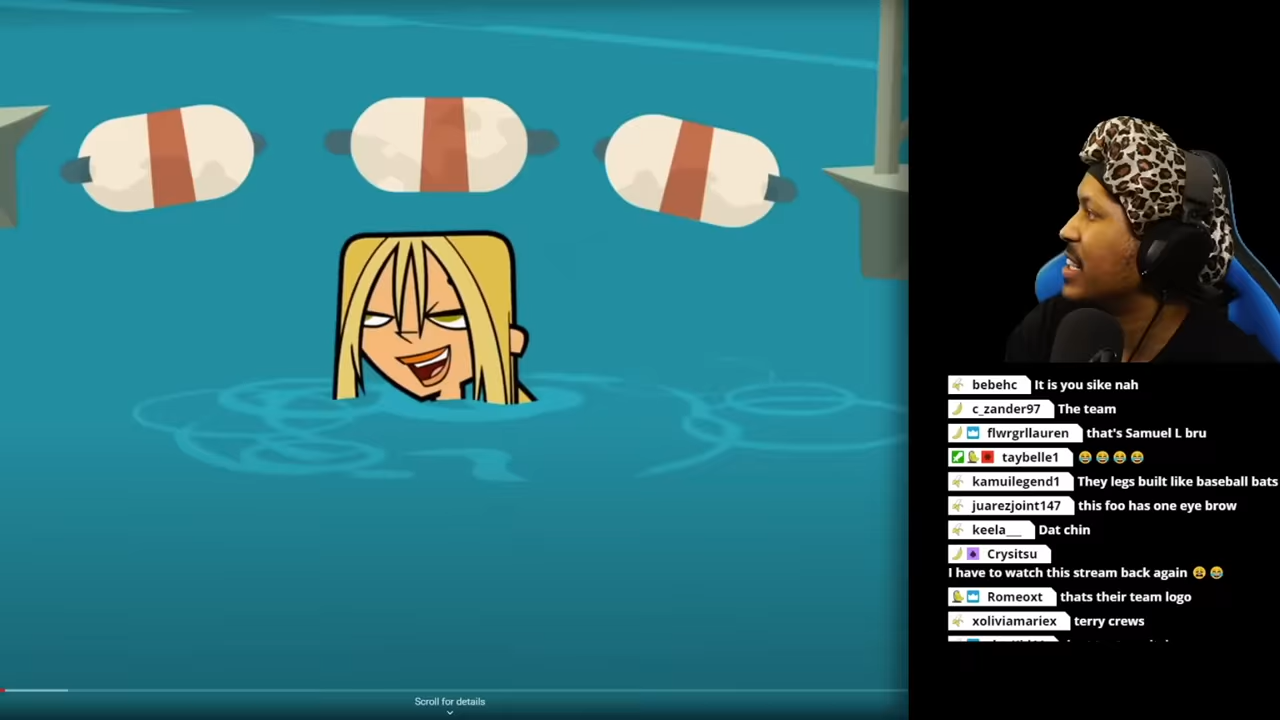 bebehc It is you sike nah
c_zander97 The team
flwrgrllauren that's Samuel L bru
taybelle1 😂 😂 😂 😂
kamuilegend1 They legs built like baseball bats
juarezjoint147 this foo has one eye brow
keela___ Dat chin
Crysitsu
I have to watch this stream back again 😫 😂
Romeoxt thats their team logo
xoliviamariex terry crews
Scroll for details